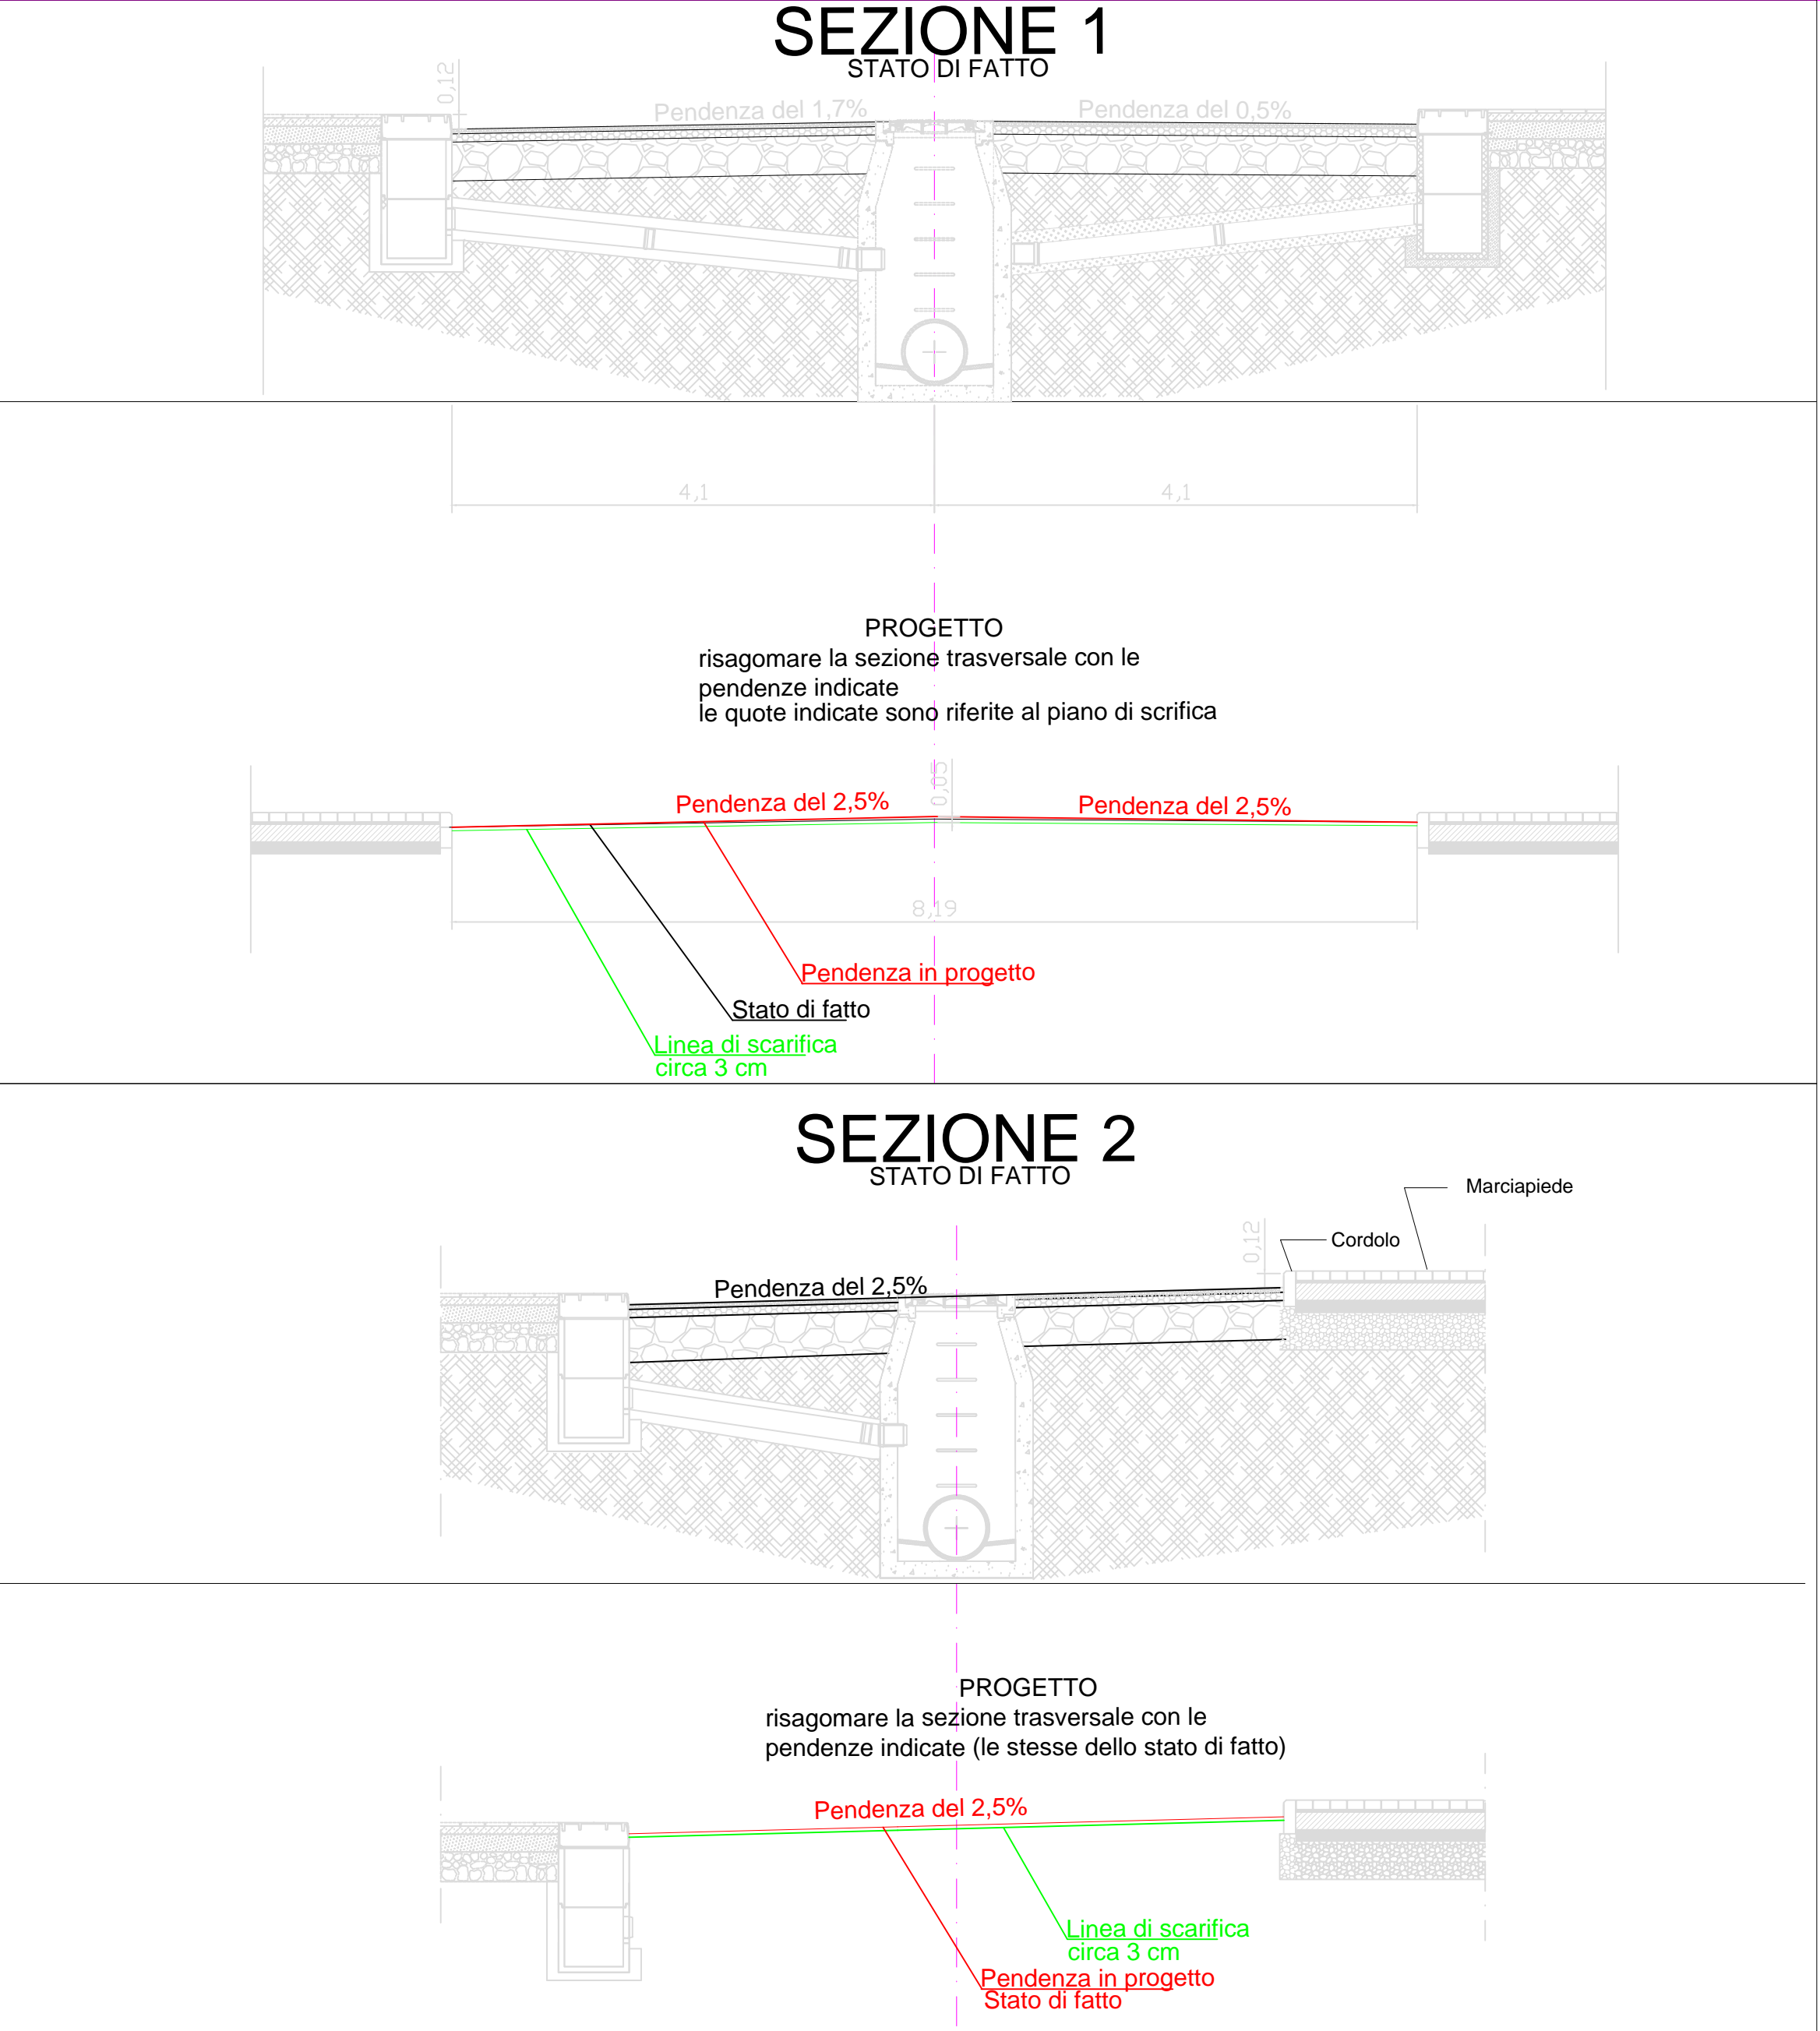 SEZIONE 1
STATO DI FATTO
0,12
Pendenza del 1,7%
Pendenza del 0,5%
4,1
4,1
PROGETTO
risagomare la sezione trasversale con le
pendenze indicate
le quote indicate sono riferite al piano di scrifica
0,05
Pendenza del 2,5%
Pendenza del 2,5%
8,19
Pendenza in progetto
Stato di fatto
Linea di scarifica
circa 3 cm
SEZIONE 2
STATO DI FATTO
Marciapiede
0,12
Cordolo
Pendenza del 2,5%
PROGETTO
risagomare la sezione trasversale con le
pendenze indicate (le stesse dello stato di fatto)
Pendenza del 2,5%
Linea di scarifica
circa 3 cm
Pendenza in progetto
Stato di fatto